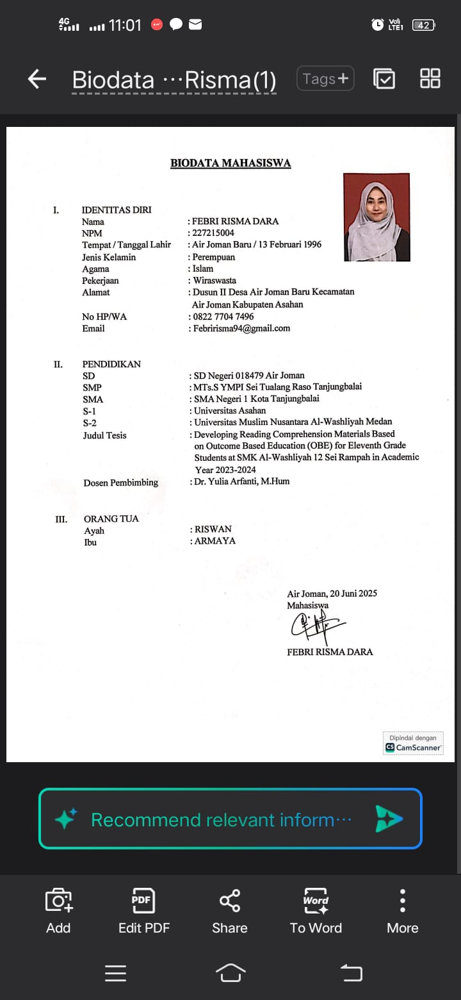 4G 11:01 Vo) LTE1 42
Biodata ···Risma(1) Tags+
BIODATA MAHASISWA
I. IDENTITAS DIRI
Nama : FEBRI RISMA DARA
NPM : 227215004
Tempat / Tanggal Lahir : Air Joman Baru / 13 Februari 1996
Jenis Kelamin : Perempuan
Agama : Islam
Pekerjaan : Wiraswasta
Alamat : Dusun II Desa Air Joman Baru Kecamatan
Air Joman Kabupaten Asahan
No HP/WA : 0822 7704 7496
Email : Febririsma94@gmail.com
II. PENDIDIKAN
SD : SD Negeri 018479 Air Joman
SMP : MTs.S YMPI Sei Tualang Raso Tanjungbalai
SMA : SMA Negeri 1 Kota Tanjungbalai
S-1 : Universitas Asahan
S-2 : Universitas Muslim Nusantara Al-Washliyah Medan
Judul Tesis : Developing Reading Comprehension Materials Based
on Outcome Based Education (OBE) for Eleventh Grade
Students at SMK Al-Washliyah 12 Sei Rampah in Academic
Year 2023-2024
Dosen Pembimbing : Dr. Yulia Arfanti, M.Hum
III. ORANG TUA
Ayah : RISWAN
Ibu : ARMAYA
Air Joman, 20 Juni 2025
Mahasiswa
FEBRI RISMA DARA
Dipindai dengan
CS CamScanner
Recommend relevant inform···
PDF Word
Add Edit PDF Share To Word More